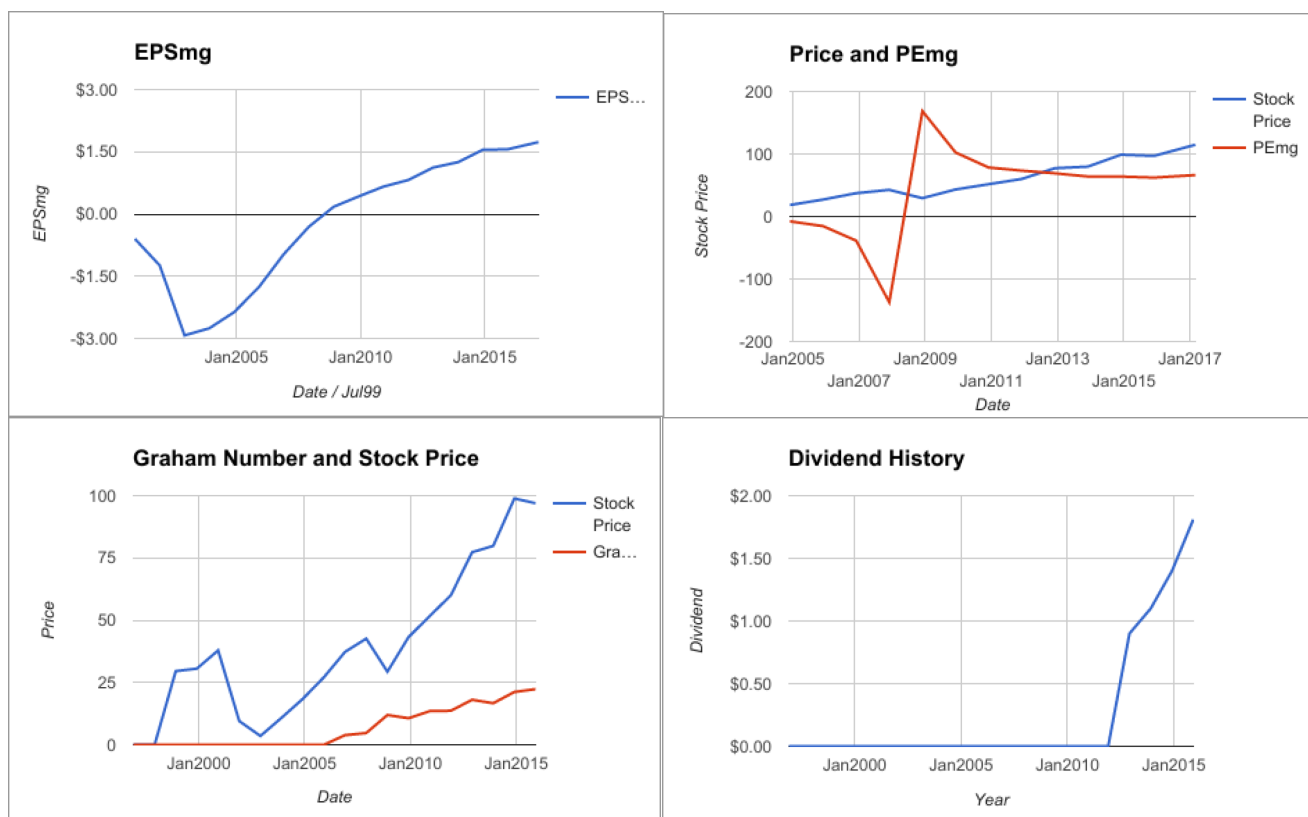 EPSmg
$3.00
$1.50
$0.00
-$1.50
-$3.00
EPSmg
Jan2005
Jan2010
Jan2015
Date / Jul99
EPS…
Price and PEmg
200
100
0
-100
-200
Stock Price
Jan2005
Jan2007
Jan2009
Jan2011
Jan2013
Jan2015
Jan2017
Date
Stock
Price
PEmg
Graham Number and Stock Price
100
75
50
25
0
Price
Jan2000
Jan2005
Jan2010
Jan2015
Date
Stock
Price
Gra…
Dividend History
$2.00
$1.50
$1.00
$0.50
$0.00
Dividend
Jan2000
Jan2005
Jan2010
Jan2015
Year